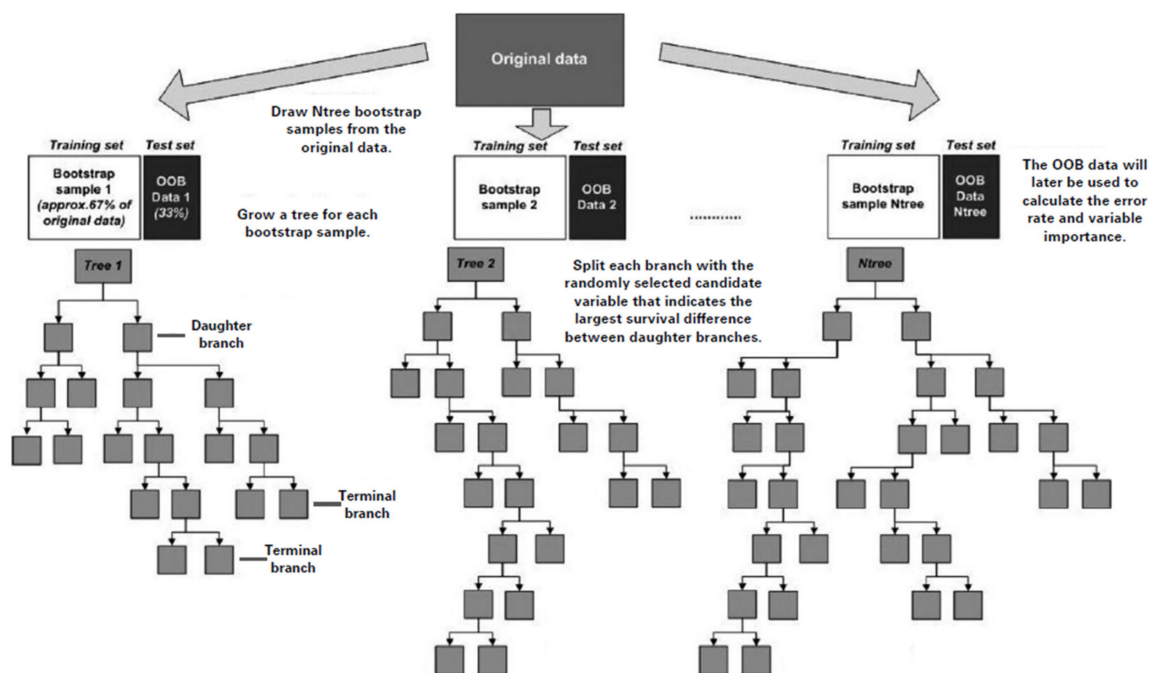 Original data
Draw Ntree bootstrap
samples from the
original data.
Training set
Test set
Bootstrap
sample 1
(approx.67% of
original data)
OOB
Data 1
(33%)
Grow a tree for each
bootstrap sample.
Training set
Test set
Bootstrap
sample 2
OOB
Data 2
............
Training set
Test set
Bootstrap
sample Ntree
OOB
Data
Ntree
The OOB data will
later be used to
calculate the error
rate and variable
importance.
Tree 1
Tree 2
Split each branch with the
randomly selected candidate
variable that indicates the
largest survival difference
between daughter branches.
Ntree
Daughter
branch
Terminal
branch
Terminal
branch